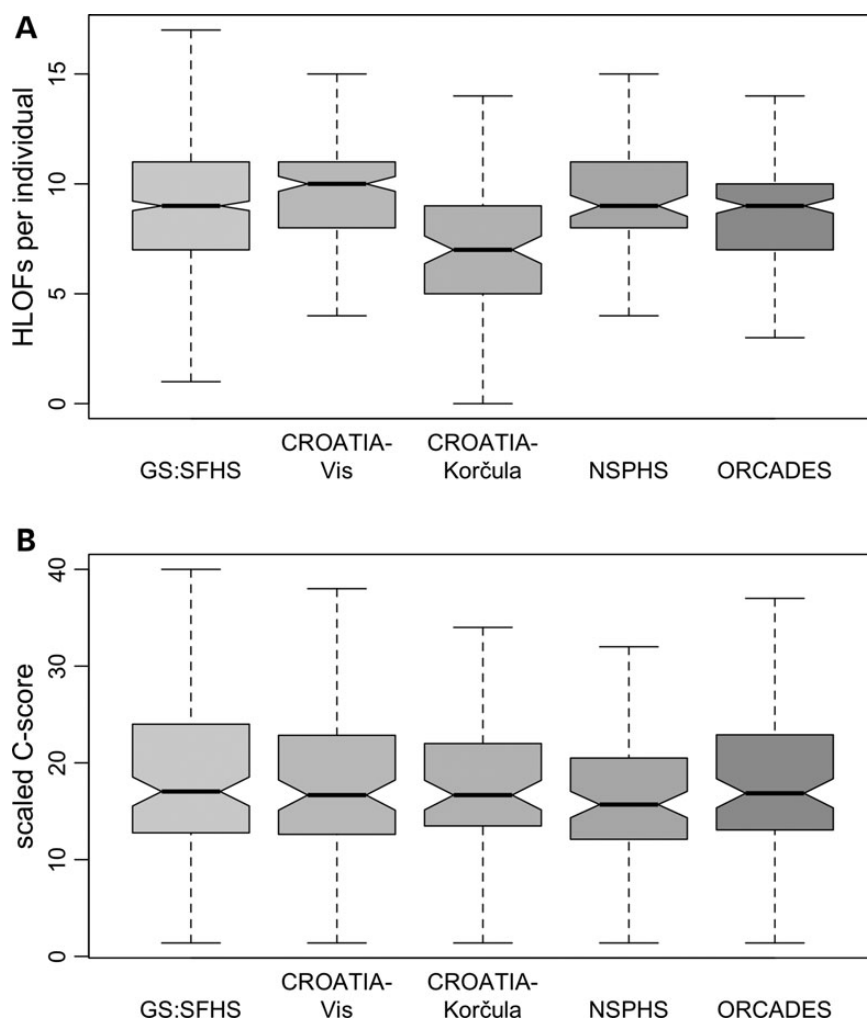 A
HLOFs per individual
15
10
5
0
GS:SFHS
CROATIA-
Vis
CROATIA-
Korčula
NSPHS
ORCADES
B
scaled C-score
40
30
20
10
0
GS:SFHS
CROATIA-
Vis
CROATIA-
Korčula
NSPHS
ORCADES